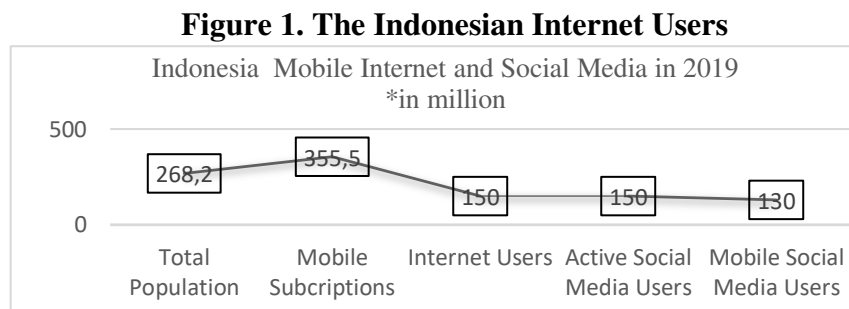 Figure 1. The Indonesian Internet Users
Indonesia Mobile Internet and Social Media in 2019
*in million
500
268,2
355,5
150
150
130
0
Total Population
Mobile Subcriptions
Internet Users
Active Social Media Users
Mobile Social Media Users